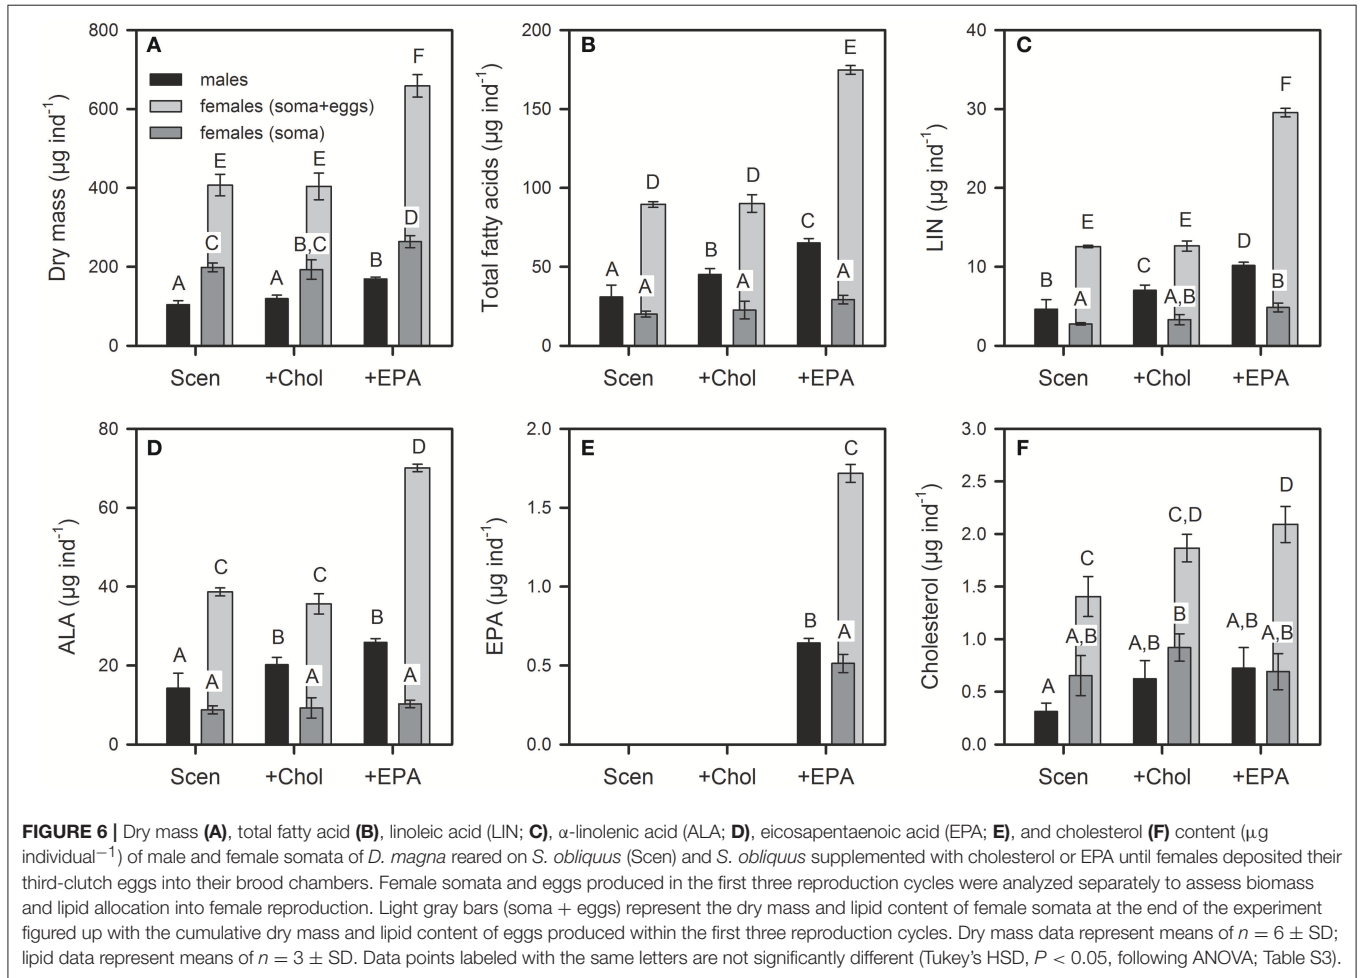 800
600
400
200
0
Dry mass (µg ind⁻¹)
A
males
females (soma+eggs)
females (soma)
A
C
E
A
B,C
E
B
D
F
Scen +Chol +EPA
200
150
100
50
0
Total fatty acids (µg ind⁻¹)
B
A
A
D
B
A
D
C
A
E
Scen +Chol +EPA
40
30
20
10
0
LIN (µg ind⁻¹)
C
B
A
E
C
A,B
E
D
B
F
Scen +Chol +EPA
80
60
40
20
0
ALA (µg ind⁻¹)
D
A
A
C
B
A
C
B
A
D
Scen +Chol +EPA
2.0
1.5
1.0
0.5
0.0
EPA (µg ind⁻¹)
E
B
A
C
Scen +Chol +EPA
3.0
2.5
2.0
1.5
1.0
0.5
0.0
Cholesterol (µg ind⁻¹)
F
A
A,B
C
A,B
B
C,D
A,B
A,B
D
Scen +Chol +EPA
FIGURE 6 | Dry mass (A), total fatty acid (B), linoleic acid (LIN; C), α-linolenic acid (ALA; D), eicosapentaenoic acid (EPA; E), and cholesterol (F) content (µg
individual⁻¹) of male and female somata of D. magna reared on S. obliquus (Scen) and S. obliquus supplemented with cholesterol or EPA until females deposited their
third-clutch eggs into their brood chambers. Female somata and eggs produced in the first three reproduction cycles were analyzed separately to assess biomass
and lipid allocation into female reproduction. Light gray bars (soma + eggs) represent the dry mass and lipid content of female somata at the end of the experiment
figured up with the cumulative dry mass and lipid content of eggs produced within the first three reproduction cycles. Dry mass data represent means of n = 6 ± SD;
lipid data represent means of n = 3 ± SD. Data points labeled with the same letters are not significantly different (Tukey's HSD, P < 0.05, following ANOVA; Table S3).